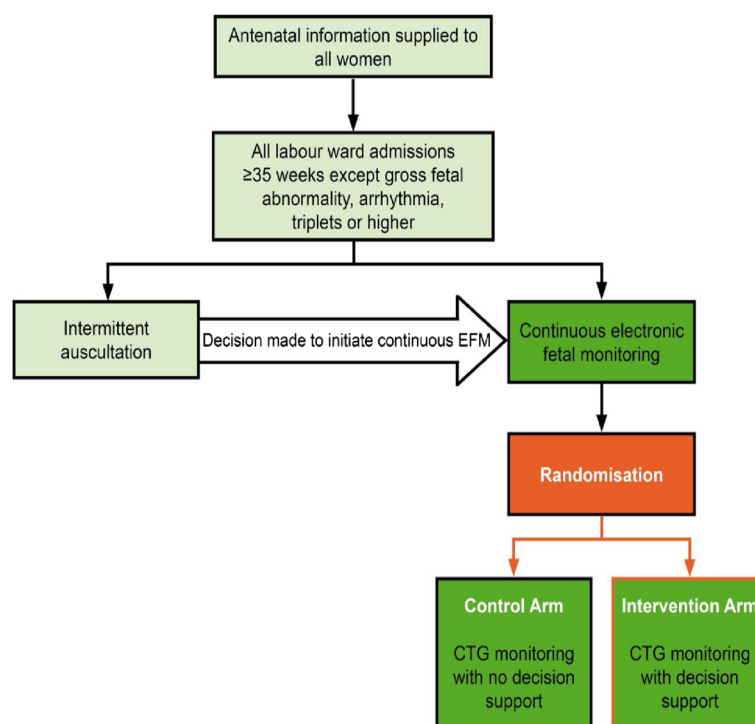 Antenatal information supplied to
all women
All labour ward admissions
≥35 weeks except gross fetal
abnormality, arrhythmia,
triplets or higher
Intermittent
auscultation
Decision made to initiate continuous EFM
Continuous electronic
fetal monitoring
Randomisation
Control Arm
CTG monitoring
with no decision
support
Intervention Arm
CTG monitoring
with decision
support